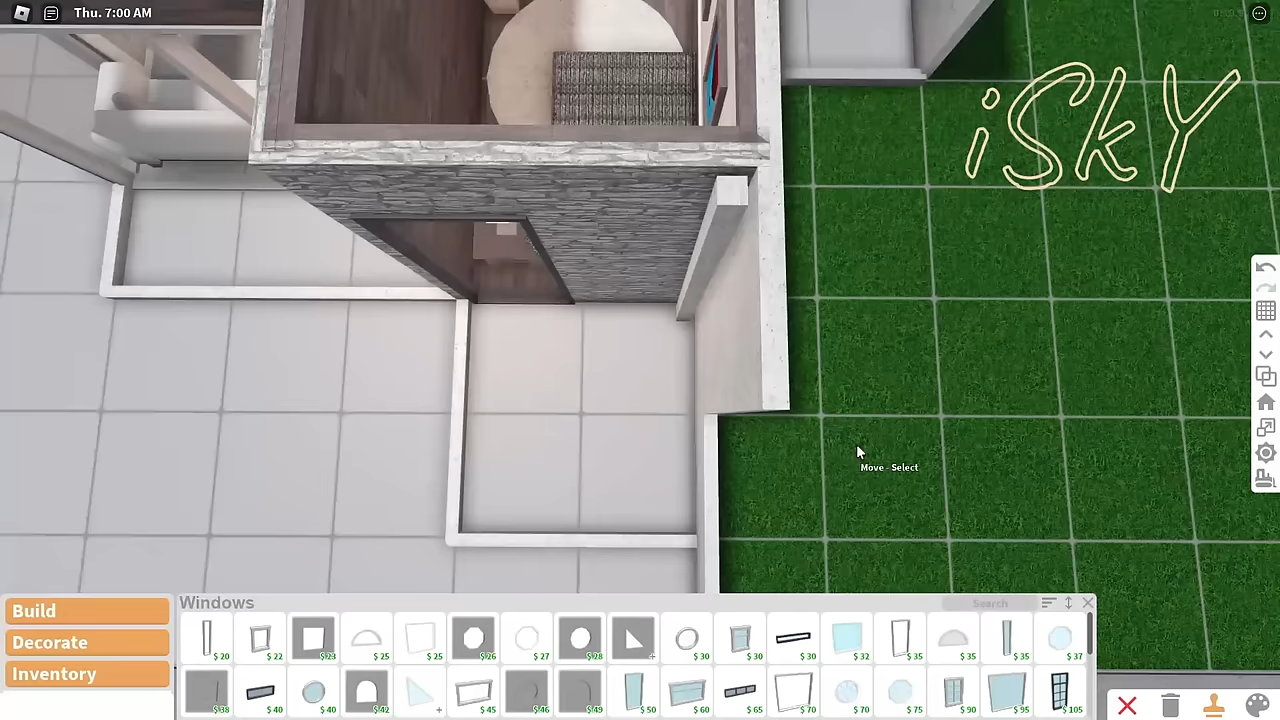 Thu. 7:00 AM
iSkY
Move - Select
Build
Decorate
Inventory
Windows
Search
$20 $22 $23 $25 $25 $26 $27 $28 + $30 $30 $30 $32 $35 $35 $35 $37
$38 $40 $40 $42 + $45 $46 $49 $50 $60 $65 $70 $70 $75 $90 $95 $105